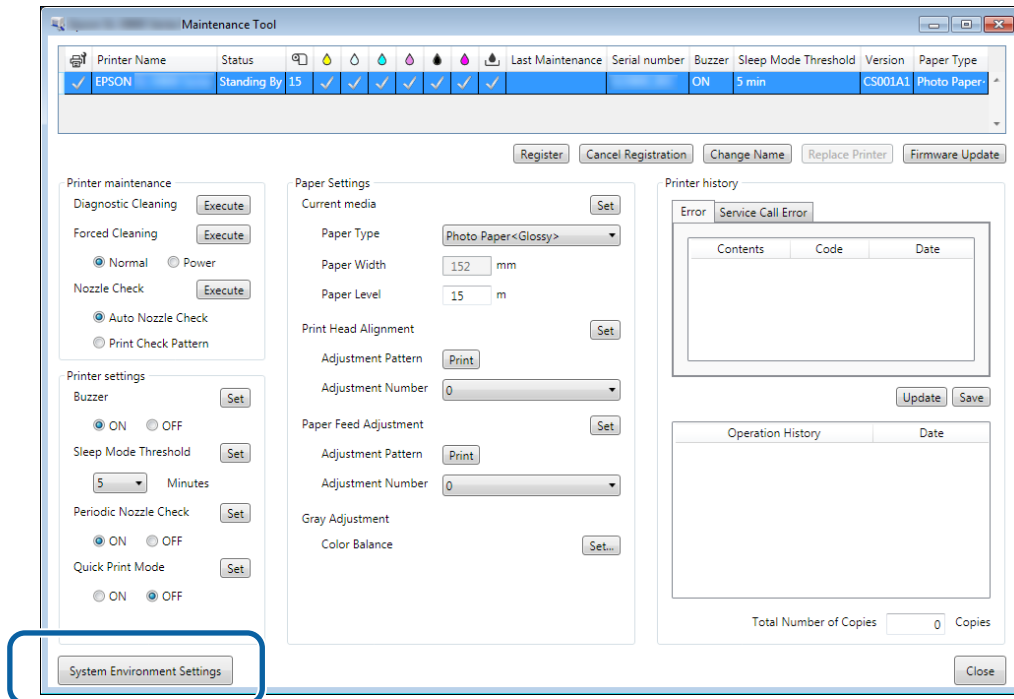 Maintenance Tool
Printer Name Status Last Maintenance Serial number Buzzer Sleep Mode Threshold Version Paper Type
EPSON Standing By 15 ON 5 min CS001A1 Photo Paper-
Register Cancel Registration Change Name Replace Printer Firmware Update
Printer maintenance
Diagnostic Cleaning Execute
Forced Cleaning Execute
Normal Power
Nozzle Check Execute
Auto Nozzle Check
Print Check Pattern
Printer settings
Buzzer Set
ON OFF
Sleep Mode Threshold Set
5 Minutes
Periodic Nozzle Check Set
ON OFF
Quick Print Mode Set
ON OFF
Paper Settings
Current media Set
Paper Type Photo Paper<Glossy>
Paper Width 152 mm
Paper Level 15 m
Print Head Alignment Set
Adjustment Pattern Print
Adjustment Number 0
Paper Feed Adjustment Set
Adjustment Pattern Print
Adjustment Number 0
Gray Adjustment
Color Balance Set...
Printer history
Error Service Call Error
Contents Code Date
Update Save
Operation History Date
Total Number of Copies 0 Copies
System Environment Settings Close